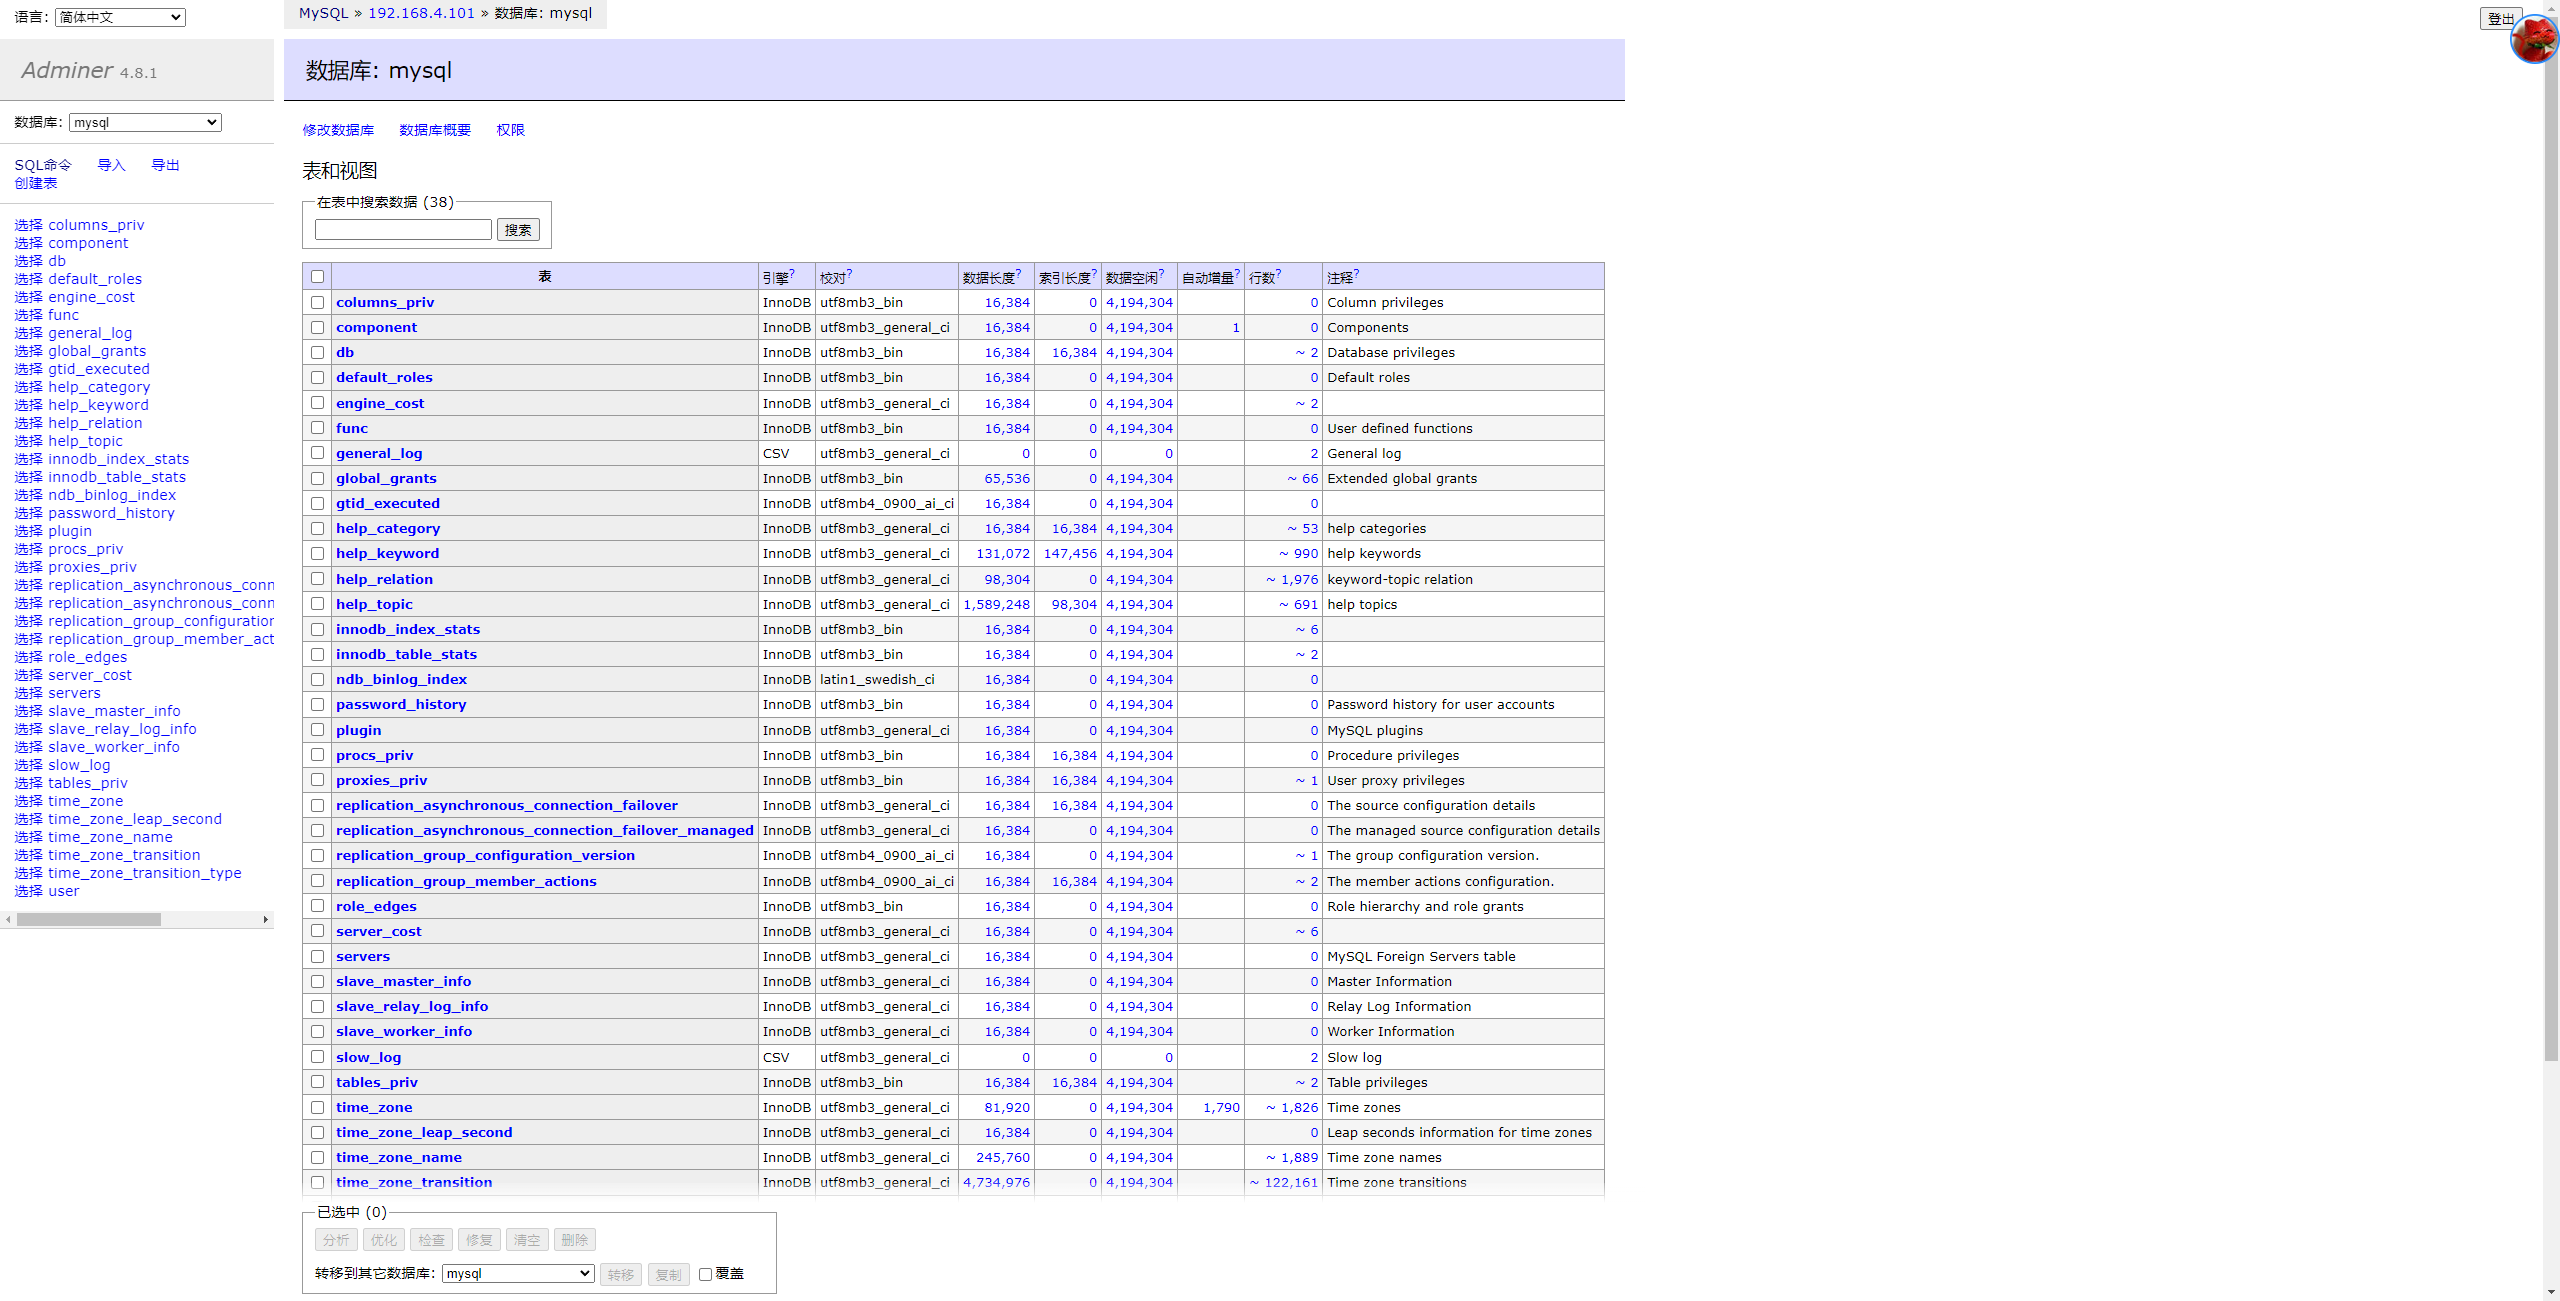 语言: 简体中文
MySQL » 192.168.4.101 » 数据库: mysql
登出
Adminer 4.8.1
数据库: mysql
数据库: mysql
SQL命令 导入 导出
创建表
选择 columns_priv
选择 component
选择 db
选择 default_roles
选择 engine_cost
选择 func
选择 general_log
选择 global_grants
选择 gtid_executed
选择 help_category
选择 help_keyword
选择 help_relation
选择 help_topic
选择 innodb_index_stats
选择 innodb_table_stats
选择 ndb_binlog_index
选择 password_history
选择 plugin
选择 procs_priv
选择 proxies_priv
选择 replication_asynchronous_conn
选择 replication_asynchronous_conn
选择 replication_group_configuration
选择 replication_group_member_act
选择 role_edges
选择 server_cost
选择 servers
选择 slave_master_info
选择 slave_relay_log_info
选择 slave_worker_info
选择 slow_log
选择 tables_priv
选择 time_zone
选择 time_zone_leap_second
选择 time_zone_name
选择 time_zone_transition
选择 time_zone_transition_type
选择 user
修改数据库 数据库概要 权限
表和视图
在表中搜索数据 (38)
搜索
表 引擎? 校对? 数据长度? 索引长度? 数据空闲? 自动增量? 行数? 注释?
columns_priv InnoDB utf8mb3_bin 16,384 0 4,194,304 0 Column privileges
component InnoDB utf8mb3_general_ci 16,384 0 4,194,304 1 0 Components
db InnoDB utf8mb3_bin 16,384 16,384 4,194,304 ~ 2 Database privileges
default_roles InnoDB utf8mb3_bin 16,384 0 4,194,304 0 Default roles
engine_cost InnoDB utf8mb3_general_ci 16,384 0 4,194,304 ~ 2
func InnoDB utf8mb3_bin 16,384 0 4,194,304 0 User defined functions
general_log CSV utf8mb3_general_ci 0 0 0 2 General log
global_grants InnoDB utf8mb3_bin 65,536 0 4,194,304 ~ 66 Extended global grants
gtid_executed InnoDB utf8mb4_0900_ai_ci 16,384 0 4,194,304 0
help_category InnoDB utf8mb3_general_ci 16,384 16,384 4,194,304 ~ 53 help categories
help_keyword InnoDB utf8mb3_general_ci 131,072 147,456 4,194,304 ~ 990 help keywords
help_relation InnoDB utf8mb3_general_ci 98,304 0 4,194,304 ~ 1,976 keyword-topic relation
help_topic InnoDB utf8mb3_general_ci 1,589,248 98,304 4,194,304 ~ 691 help topics
innodb_index_stats InnoDB utf8mb3_bin 16,384 0 4,194,304 ~ 6
innodb_table_stats InnoDB utf8mb3_bin 16,384 0 4,194,304 ~ 2
ndb_binlog_index InnoDB latin1_swedish_ci 16,384 0 4,194,304 0
password_history InnoDB utf8mb3_bin 16,384 0 4,194,304 0 Password history for user accounts
plugin InnoDB utf8mb3_general_ci 16,384 0 4,194,304 0 MySQL plugins
procs_priv InnoDB utf8mb3_bin 16,384 16,384 4,194,304 0 Procedure privileges
proxies_priv InnoDB utf8mb3_bin 16,384 16,384 4,194,304 ~ 1 User proxy privileges
replication_asynchronous_connection_failover InnoDB utf8mb3_general_ci 16,384 16,384 4,194,304 0 The source configuration details
replication_asynchronous_connection_failover_managed InnoDB utf8mb3_general_ci 16,384 0 4,194,304 0 The managed source configuration details
replication_group_configuration_version InnoDB utf8mb4_0900_ai_ci 16,384 0 4,194,304 ~ 1 The group configuration version.
replication_group_member_actions InnoDB utf8mb4_0900_ai_ci 16,384 16,384 4,194,304 ~ 2 The member actions configuration.
role_edges InnoDB utf8mb3_bin 16,384 0 4,194,304 0 Role hierarchy and role grants
server_cost InnoDB utf8mb3_general_ci 16,384 0 4,194,304 ~ 6
servers InnoDB utf8mb3_general_ci 16,384 0 4,194,304 0 MySQL Foreign Servers table
slave_master_info InnoDB utf8mb3_general_ci 16,384 0 4,194,304 0 Master Information
slave_relay_log_info InnoDB utf8mb3_general_ci 16,384 0 4,194,304 0 Relay Log Information
slave_worker_info InnoDB utf8mb3_general_ci 16,384 0 4,194,304 0 Worker Information
slow_log CSV utf8mb3_general_ci 0 0 0 2 Slow log
tables_priv InnoDB utf8mb3_bin 16,384 16,384 4,194,304 ~ 2 Table privileges
time_zone InnoDB utf8mb3_general_ci 81,920 0 4,194,304 1,790 ~ 1,826 Time zones
time_zone_leap_second InnoDB utf8mb3_general_ci 16,384 0 4,194,304 0 Leap seconds information for time zones
time_zone_name InnoDB utf8mb3_general_ci 245,760 0 4,194,304 ~ 1,889 Time zone names
time_zone_transition InnoDB utf8mb3_general_ci 4,734,976 0 4,194,304 ~ 122,161 Time zone transitions
已选中 (0)
分析 优化 检查 修复 清空 删除
转移到其它数据库: mysql 转移 复制 覆盖